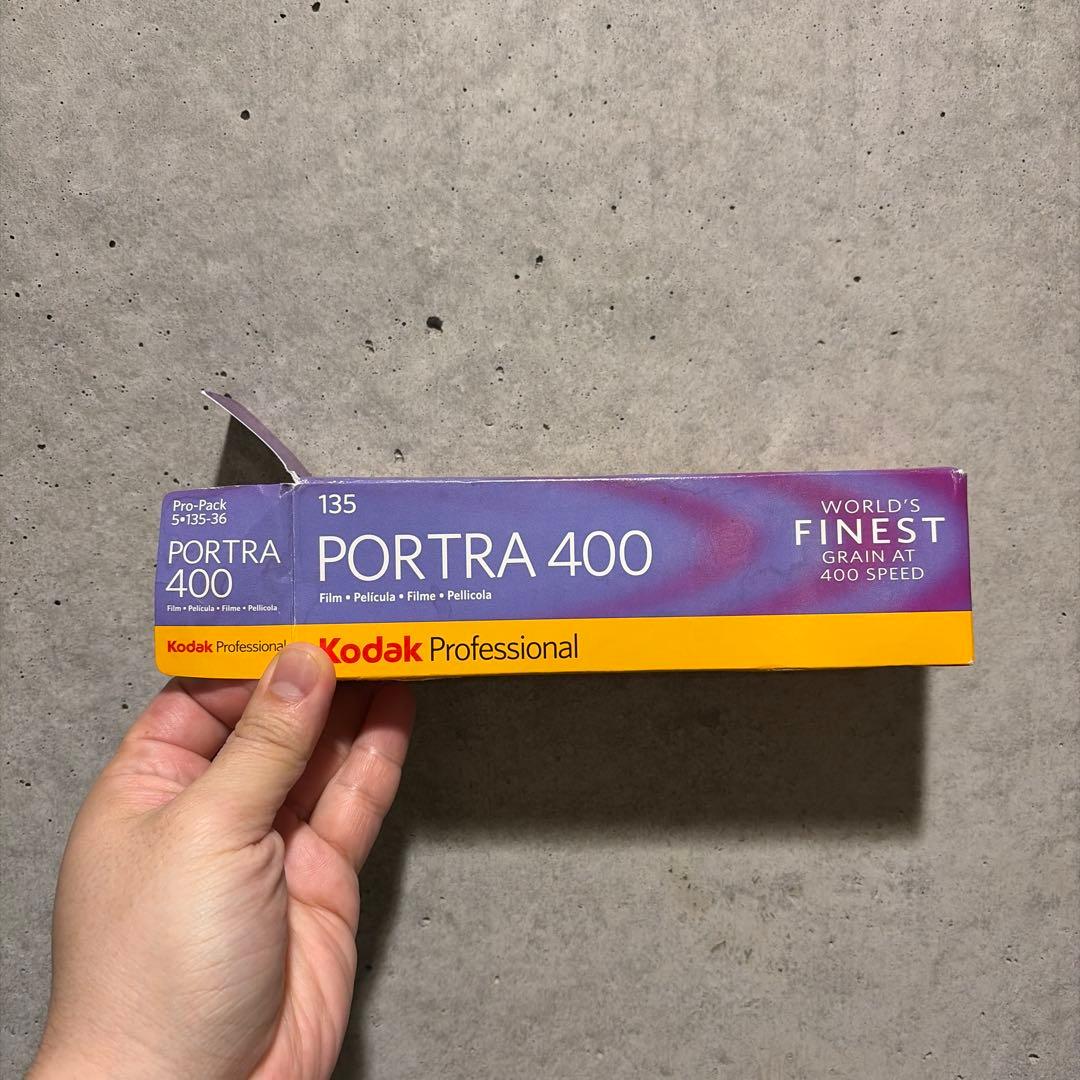 Pro-Pack
5•135-36
PORTRA
400
Film • Película • Filme • Pellicola
Kodak Professional
135
PORTRA 400
Film • Película • Filme • Pellicola
Kodak Professional
WORLD'S
FINEST
GRAIN AT
400 SPEED